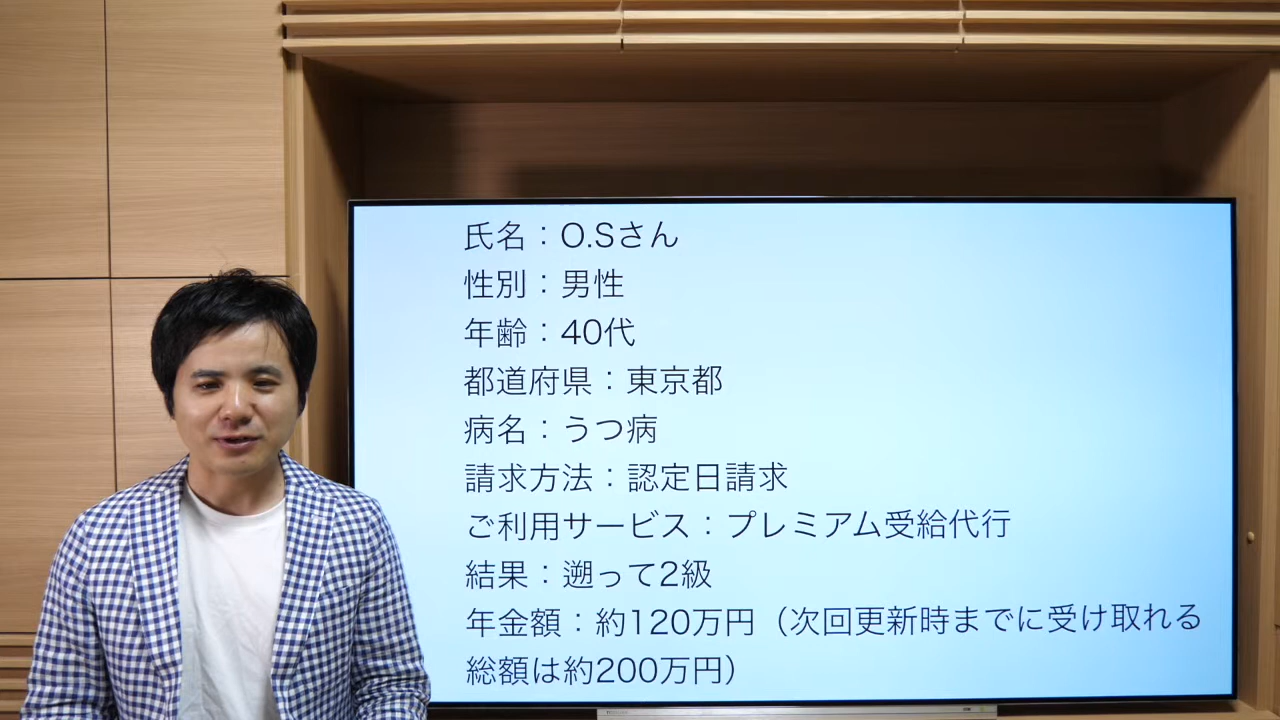 氏名：O.Sさん
性別：男性
年齢：40代
都道府県：東京都
病名：うつ病
請求方法：認定日請求
ご利用サービス：プレミアム受給代行
結果：遡って2級
年金額：約120万円（次回更新時までに受け取れる
総額は約200万円）